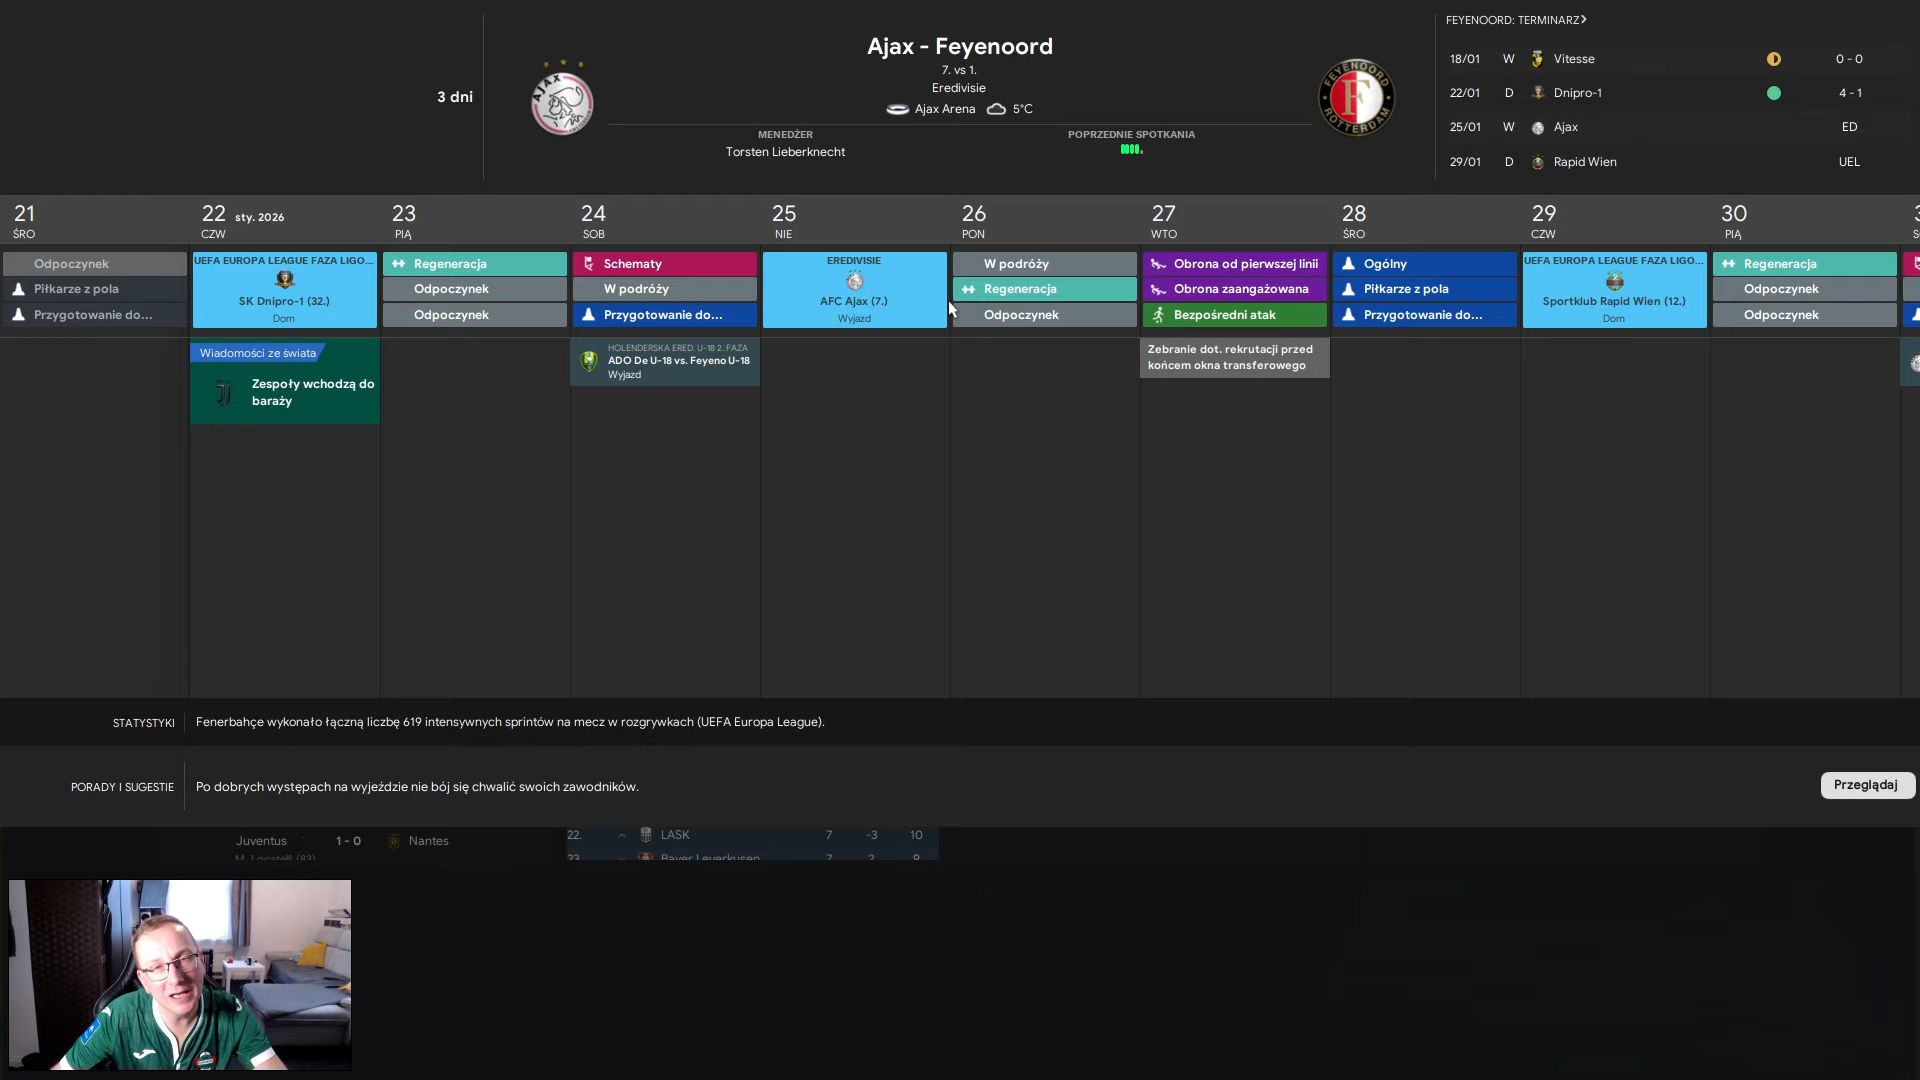 Ajax - Feyenoord
7. vs 1.
Eredivisie
Ajax Arena 5°C
3 dni
MENEDŻER
Torsten Lieberknecht
POPRZEDNIE SPOTKANIA
FEYENOORD: TERMINARZ
18/01 W Vitesse 0 - 0
22/01 D Dnipro-1 4 - 1
25/01 W Ajax ED
29/01 D Rapid Wien UEL
21
ŚRO
22 sty. 2026
CZW
23
PIĄ
24
SOB
25
NIE
26
PON
27
WTO
28
ŚRO
29
CZW
30
PIĄ
Odpoczynek
Piłkarze z pola
Przygotowanie do...
UEFA EUROPA LEAGUE FAZA LIGO...
SK Dnipro-1 (32.)
Dom
Regeneracja
Odpoczynek
Odpoczynek
Schematy
W podróży
Przygotowanie do...
EREDIVISIE
AFC Ajax (7.)
Wyjazd
W podróży
Regeneracja
Odpoczynek
Obrona od pierwszej linii
Obrona zaangażowana
Bezpośredni atak
Ogólny
Piłkarze z pola
Przygotowanie do...
UEFA EUROPA LEAGUE FAZA LIGO...
Sportklub Rapid Wien (12.)
Dom
Regeneracja
Odpoczynek
Odpoczynek
Wiadomości ze świata
Zespoły wchodzą do
baraży
HOLENDERSKA ERED. U-18 2. FAZA
ADO De U-18 vs. Feyeno U-18
Wyjazd
Zebranie dot. rekrutacji przed
końcem okna transferowego
STATYSTYKI
Fenerbahçe wykonało łączną liczbę 619 intensywnych sprintów na mecz w rozgrywkach (UEFA Europa League).
PORADY I SUGESTIE
Po dobrych występach na wyjeździe nie bój się chwalić swoich zawodników.
Przeglądaj
Juventus 1 - 0 Nantes
M. Locatelli (83)
22. LASK 7 -3 10
23. Bayer Leverkusen 7 2 9